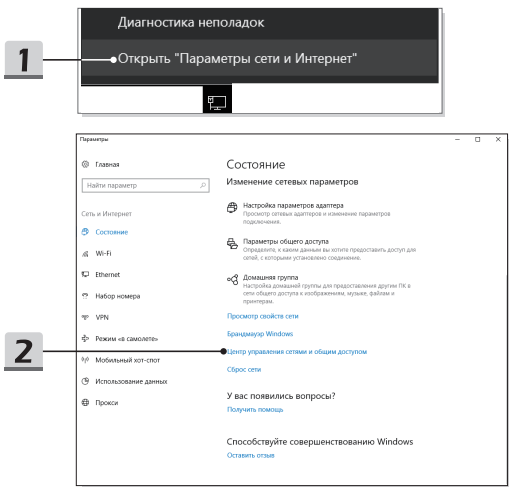 Диагностика неполадок
1
Открыть "Параметры сети и Интернет"
Параметры
Главная
Найти параметр
Сеть и Интернет
Состояние
Wi-Fi
Ethernet
Набор номера
VPN
Режим «в самолете»
2
Мобильный хот-спот
Использование данных
Прокси
Состояние
Изменение сетевых параметров
Настройка параметров адаптера
Просмотр сетевых адаптеров и изменение параметров
подключения.
Параметры общего доступа
Определите, к каким данным вы хотите предоставить доступ для
сетей, с которыми установлено соединение.
Домашняя группа
Настройка домашней группы для предоставления другим ПК в
сети общего доступа к изображениям, музыке, файлам и
принтерам.
Просмотр свойств сети
Брандмауэр Windows
Центр управления сетями и общим доступом
Сброс сети
У вас появились вопросы?
Получить помощь
Способствуйте совершенствованию Windows
Оставить отзыв